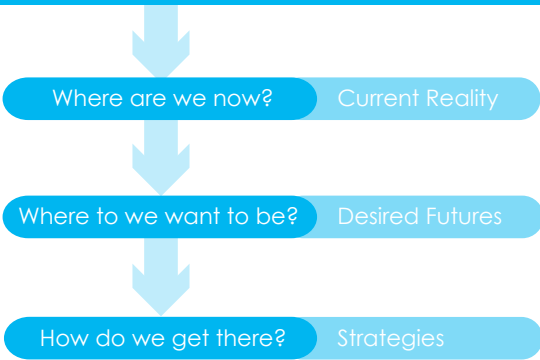 Where are we now? Current Reality
Where to we want to be? Desired Futures
How do we get there? Strategies